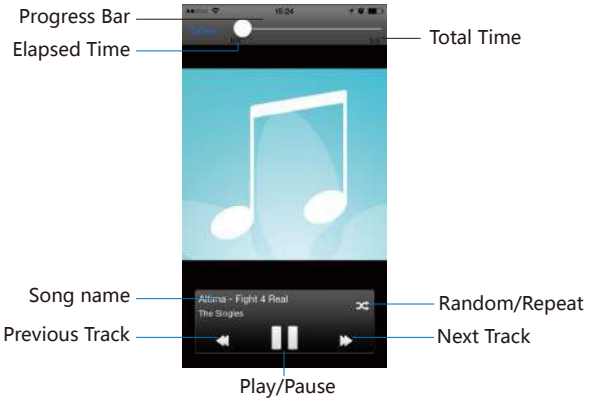 Progress Bar
15:24
Elapsed Time
Total Time
Song name
Altima - Fight 4 Real
The Singles
Random/Repeat
Previous Track
Next Track
Play/Pause